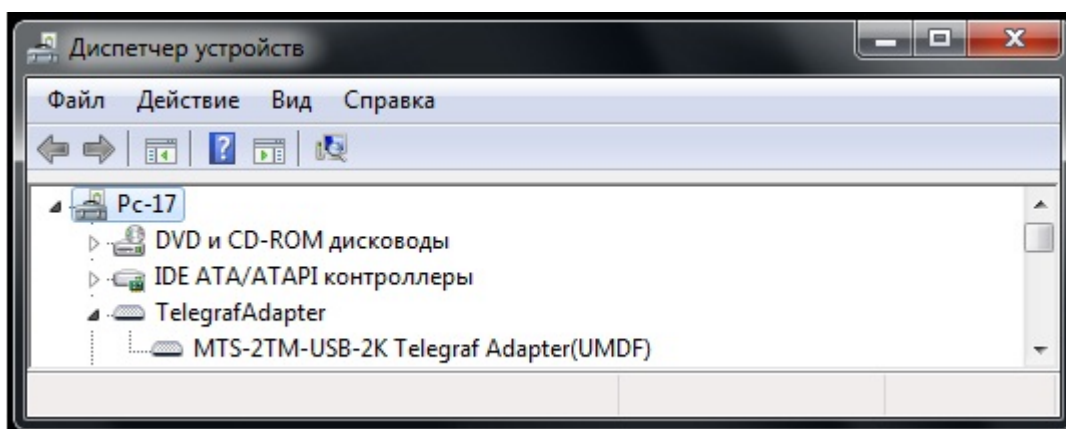 Диспетчер устройств
Файл Действие Вид Справка
Pc-17
DVD и CD-ROM дисководы
IDE ATA/ATAPI контроллеры
TelegrafAdapter
MTS-2TM-USB-2K Telegraf Adapter(UMDF)